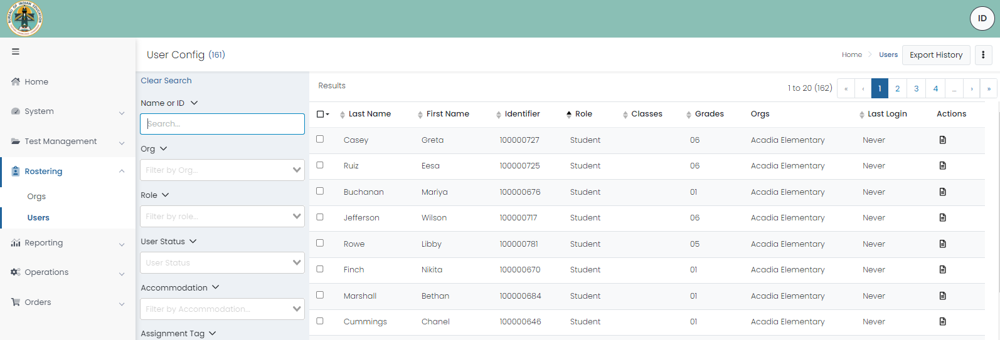 BUREAU OF INDIAN EDUCATION
ID
User Config (161)
Home
Users
Export History
Home
System
Test Management
Rostering
Orgs
Users
Reporting
Operations
Orders
Clear Search
Name or ID
Search...
Org
Filter by Org...
Role
Filter by role...
User Status
User Status
Accommodation
Filter by Accommodation...
Assignment Tag
Results
1 to 20 (162) « ‹ 1 2 3 4 ... › »
Last Name First Name Identifier Role Classes Grades Orgs Last Login Actions
Casey Greta 100000727 Student 06 Acadia Elementary Never
Ruiz Eesa 100000725 Student 06 Acadia Elementary Never
Buchanan Mariya 100000676 Student 01 Acadia Elementary Never
Jefferson Wilson 100000717 Student 06 Acadia Elementary Never
Rowe Libby 100000781 Student 05 Acadia Elementary Never
Finch Nikita 100000670 Student 01 Acadia Elementary Never
Marshall Bethan 100000684 Student 01 Acadia Elementary Never
Cummings Chanel 100000646 Student 01 Acadia Elementary Never